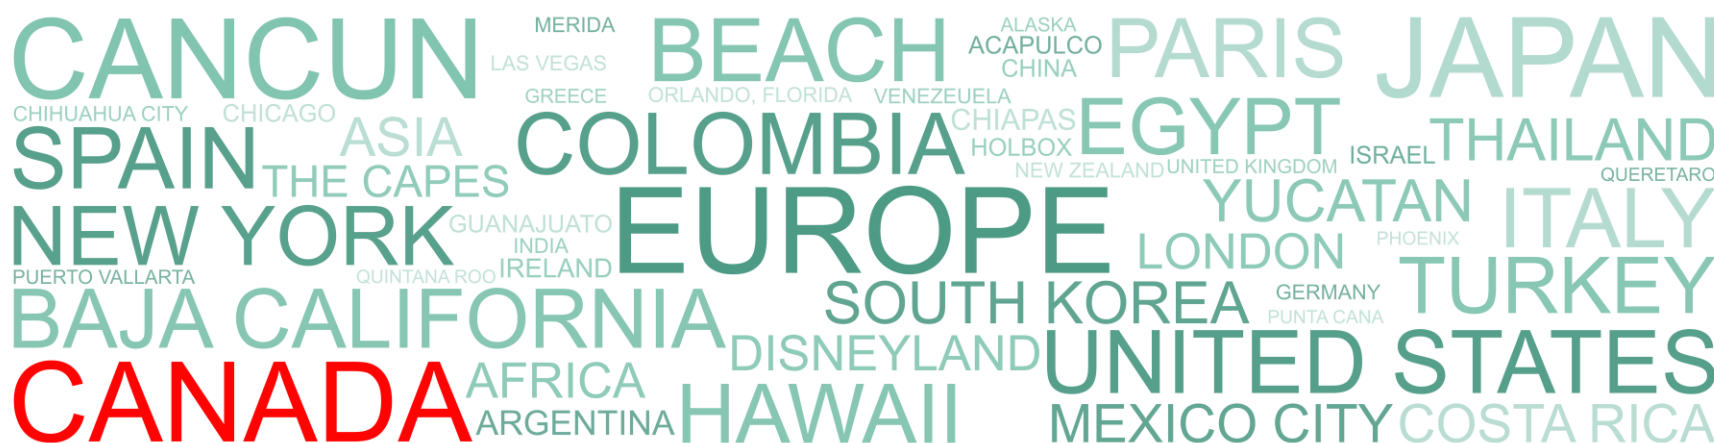 CANCUN
MERIDA
LAS VEGAS
BEACH
ALASKA
ACAPULCO
CHINA
PARIS
JAPAN
CHIHUAHUA CITY
CHICAGO
GREECE
ORLANDO, FLORIDA
VENEZEUELA
SPAIN
ASIA
THE CAPES
COLOMBIA
CHIAPAS
HOLBOX
EGYPT
NEW ZEALAND
UNITED KINGDOM
ISRAEL
THAILAND
QUERETARO
NEW YORK
GUANAJUATO
INDIA
IRELAND
EUROPE
YUCATAN
ITALY
LONDON
PHOENIX
PUERTO VALLARTA
QUINTANA ROO
TURKEY
BAJA CALIFORNIA
SOUTH KOREA
GERMANY
PUNTA CANA
DISNEYLAND
UNITED STATES
CANADA
AFRICA
ARGENTINA
HAWAII
MEXICO CITY
COSTA RICA